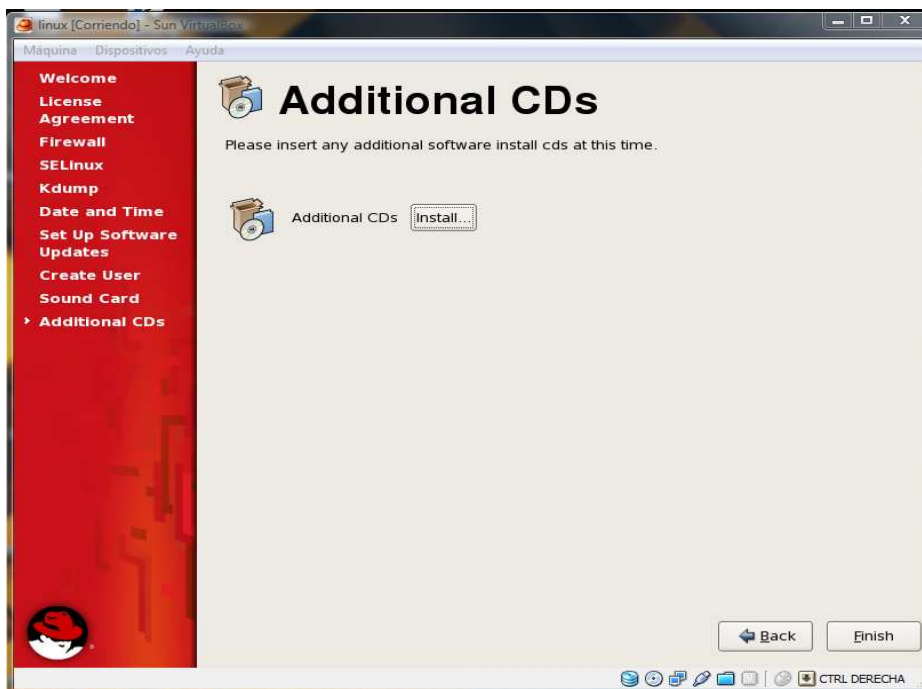 linux [Corriendo] - Sun VirtualBox
Máquina Dispositivos Ayuda
Welcome
License
Agreement
Firewall
SELinux
Kdump
Date and Time
Set Up Software
Updates
Create User
Sound Card
Additional CDs
Additional CDs
Please insert any additional software install cds at this time.
Additional CDs Install...
Back Finish
CTRL DERECHA